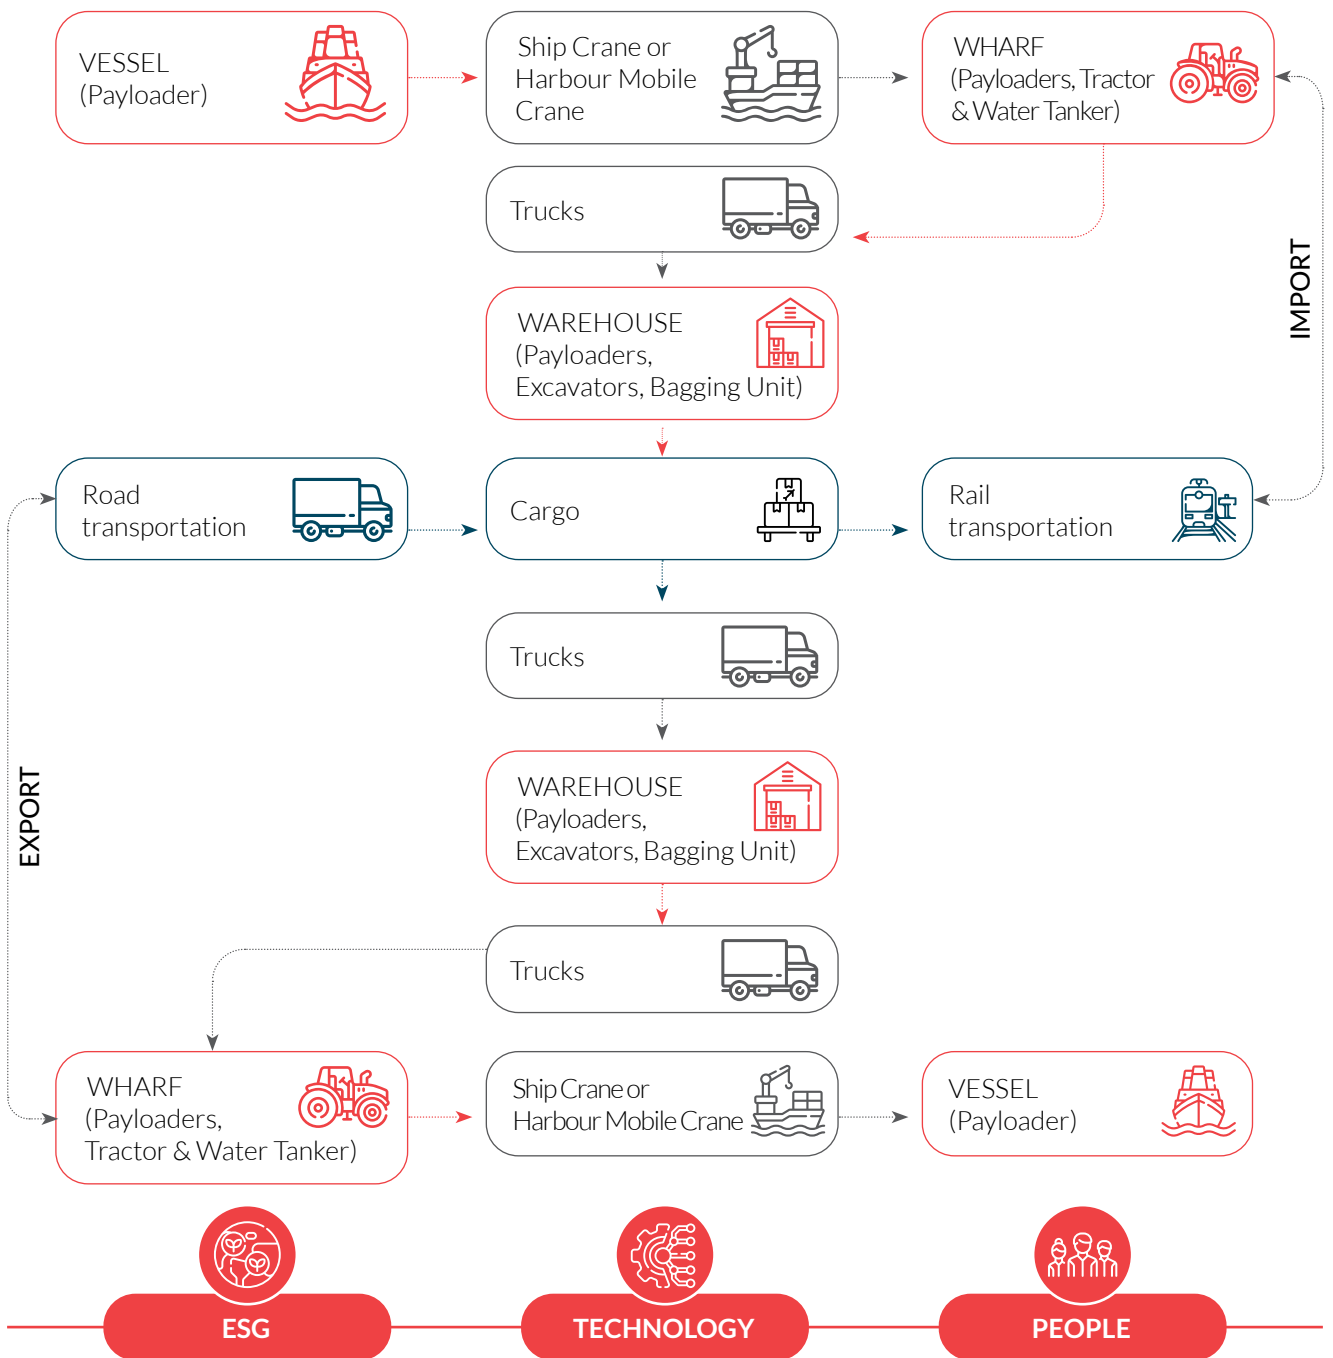 VESSEL
(Payloader)
Ship Crane or
Harbour Mobile
Crane
WHARF
(Payloaders, Tractor
& Water Tanker)
Trucks
IMPORT
WAREHOUSE
(Payloaders,
Excavators, Bagging Unit)
Road
transportation
Cargo
Rail
transportation
Trucks
EXPORT
WAREHOUSE
(Payloaders,
Excavators, Bagging Unit)
Trucks
WHARF
(Payloaders,
Tractor & Water Tanker)
Ship Crane or
Harbour Mobile Crane
VESSEL
(Payloader)
ESG
TECHNOLOGY
PEOPLE